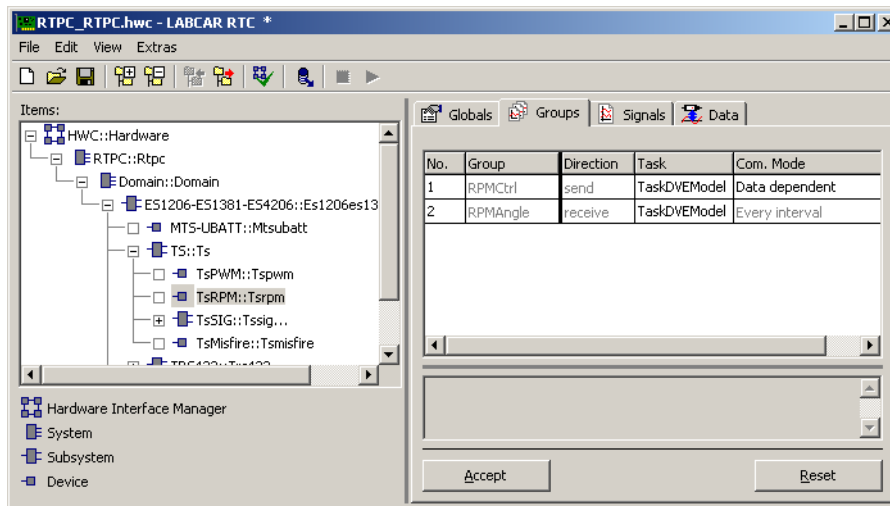 RTPC_RTPC.hwc - LABCAR RTC *
File Edit View Extras
Items:
HWC::Hardware
RTPC::Rtpc
Domain::Domain
ES1206-ES1381-ES4206::Es1206es13
MTS-UBATT::Mtsubatt
TS::Ts
TsPWM::Tspwm
TsRPM::Tsrpm
TsSIG::Tssig...
TsMisfire::Tsmisfire
Hardware Interface Manager
System
Subsystem
Device
Globals Groups Signals Data
No. Group Direction Task Com. Mode
1 RPMCtrl send TaskDVEModel Data dependent
2 RPMAngle receive TaskDVEModel Every interval
Accept Reset